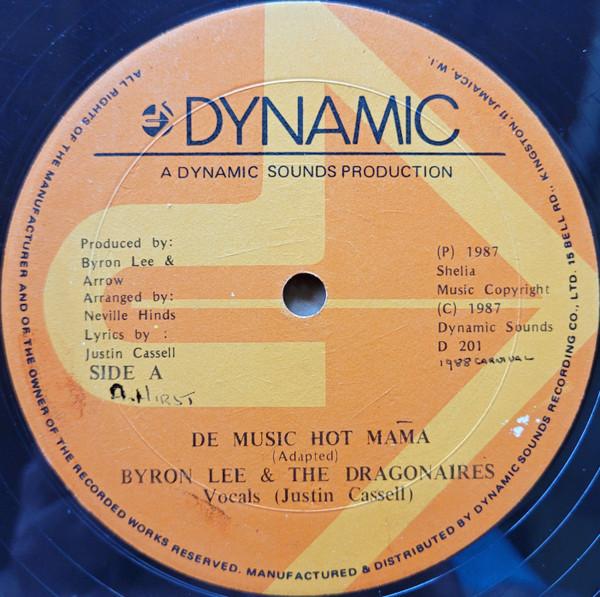 DYNAMIC
A DYNAMIC SOUNDS PRODUCTION
Produced by:
Byron Lee &
Arrow
Arranged by:
Neville Hinds
Lyrics by :
Justin Cassell
SIDE A
A. HIRST
(P) 1987
Shelia
Music Copyright
(C) 1987
Dynamic Sounds
D 201
1988 CARNIVAL
DE MUSIC HOT MAMA
(Adapted)
BYRON LEE & THE DRAGONAIRES
Vocals (Justin Cassell)
ALL RIGHTS OF THE MANUFACTURER AND OF THE OWNER OF THE RECORDED WORKS RESERVED. MANUFACTURED & DISTRIBUTED BY DYNAMIC SOUNDS RECORDING CO., LTD. 15 BELL RD., KINGSTON, 11 JAMAICA, W.I.